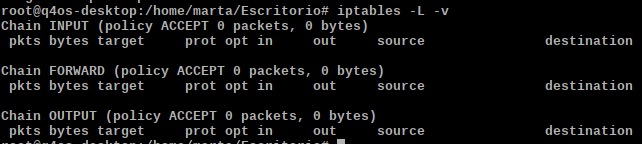 root@q4os-desktop:/home/marta/Escritorio# iptables -L -v
Chain INPUT (policy ACCEPT 0 packets, 0 bytes)
 pkts bytes target     prot opt in     out     source               destination

Chain FORWARD (policy ACCEPT 0 packets, 0 bytes)
 pkts bytes target     prot opt in     out     source               destination

Chain OUTPUT (policy ACCEPT 0 packets, 0 bytes)
 pkts bytes target     prot opt in     out     source               destination
root@q4os-desktop:/home/marta/Escritorio#